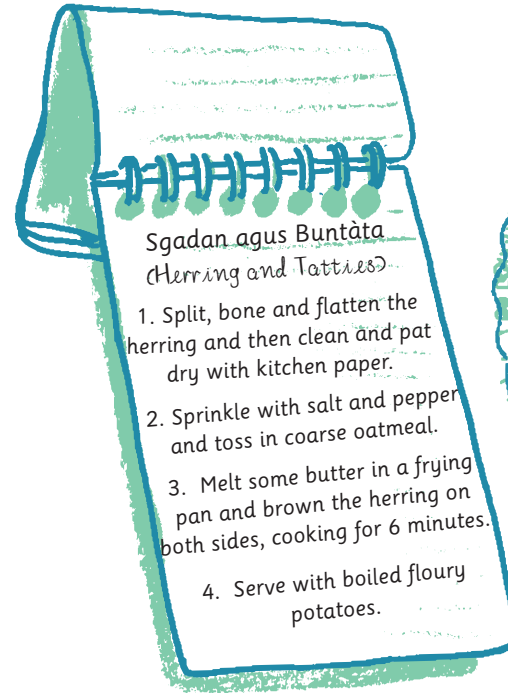 Sgadan agus Buntàta
(Herring and Tatties)
1. Split, bone and flatten the
herring and then clean and pat
dry with kitchen paper.
2. Sprinkle with salt and pepper
and toss in coarse oatmeal.
3. Melt some butter in a frying
pan and brown the herring on
both sides, cooking for 6 minutes.
4. Serve with boiled floury
potatoes.